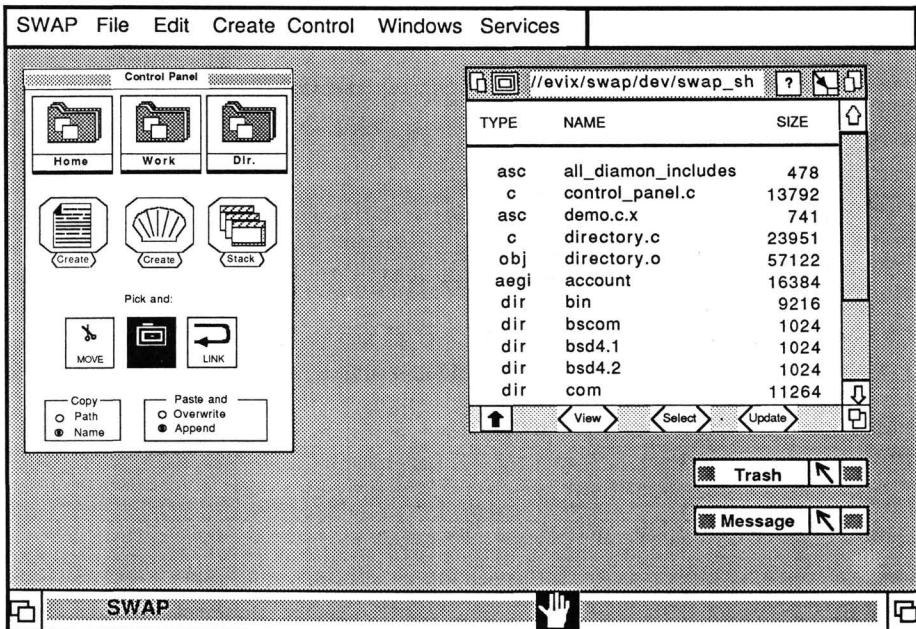 SWAP File Edit Create Control Windows Services
Control Panel
Home Work Dir.
Create Create Stack
Pick and:
MOVE LINK
Copy
Path
Name
Paste and
Overwrite
Append
//evix/swap/dev/swap_sh ?
TYPE NAME SIZE
asc all_diamon_includes 478
c control_panel.c 13792
asc demo.c.x 741
c directory.c 23951
obj directory.o 57122
aegi account 16384
dir bin 9216
dir bscom 1024
dir bsd4.1 1024
dir bsd4.2 1024
dir com 11264
View Select Update
Trash
Message
SWAP